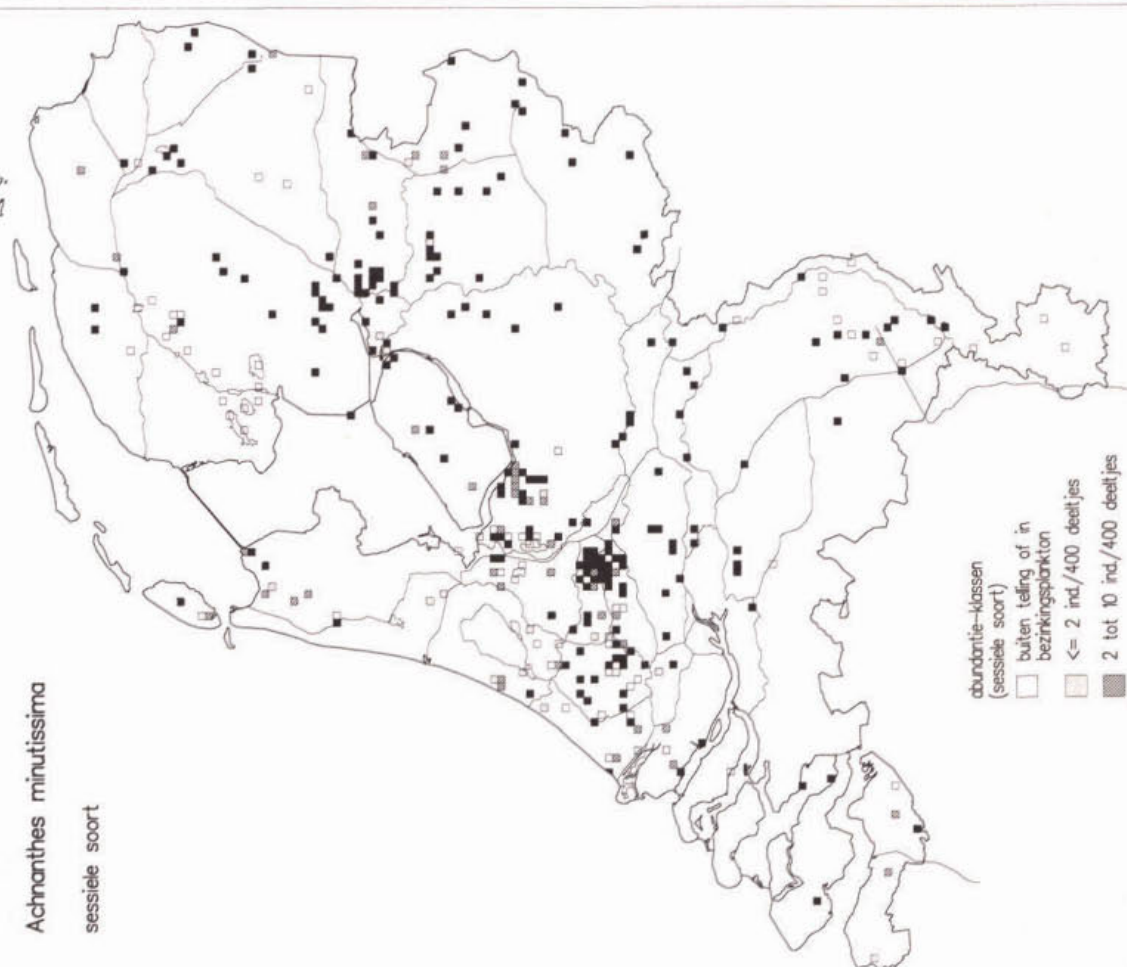 Achnanthes minutissima
sessiele soort
abundantie-klassen
(sessiele soort)
buiten telling of in
bezinkingsplankton
<= 2 ind./400 deeltjes
2 tot 10 ind./400 deeltjes